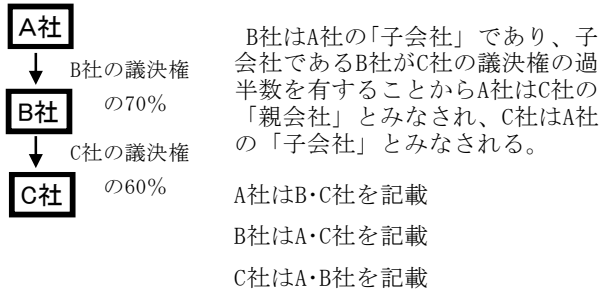 A社
B社の議決権
の70%
B社
C社の議決権
の60%
C社
B社はA社の「子会社」であり、子
会社であるB社がC社の議決権の過
半数を有することからA社はC社の
「親会社」とみなされ、C社はA社
の「子会社」とみなされる。
A社はB・C社を記載
B社はA・C社を記載
C社はA・B社を記載